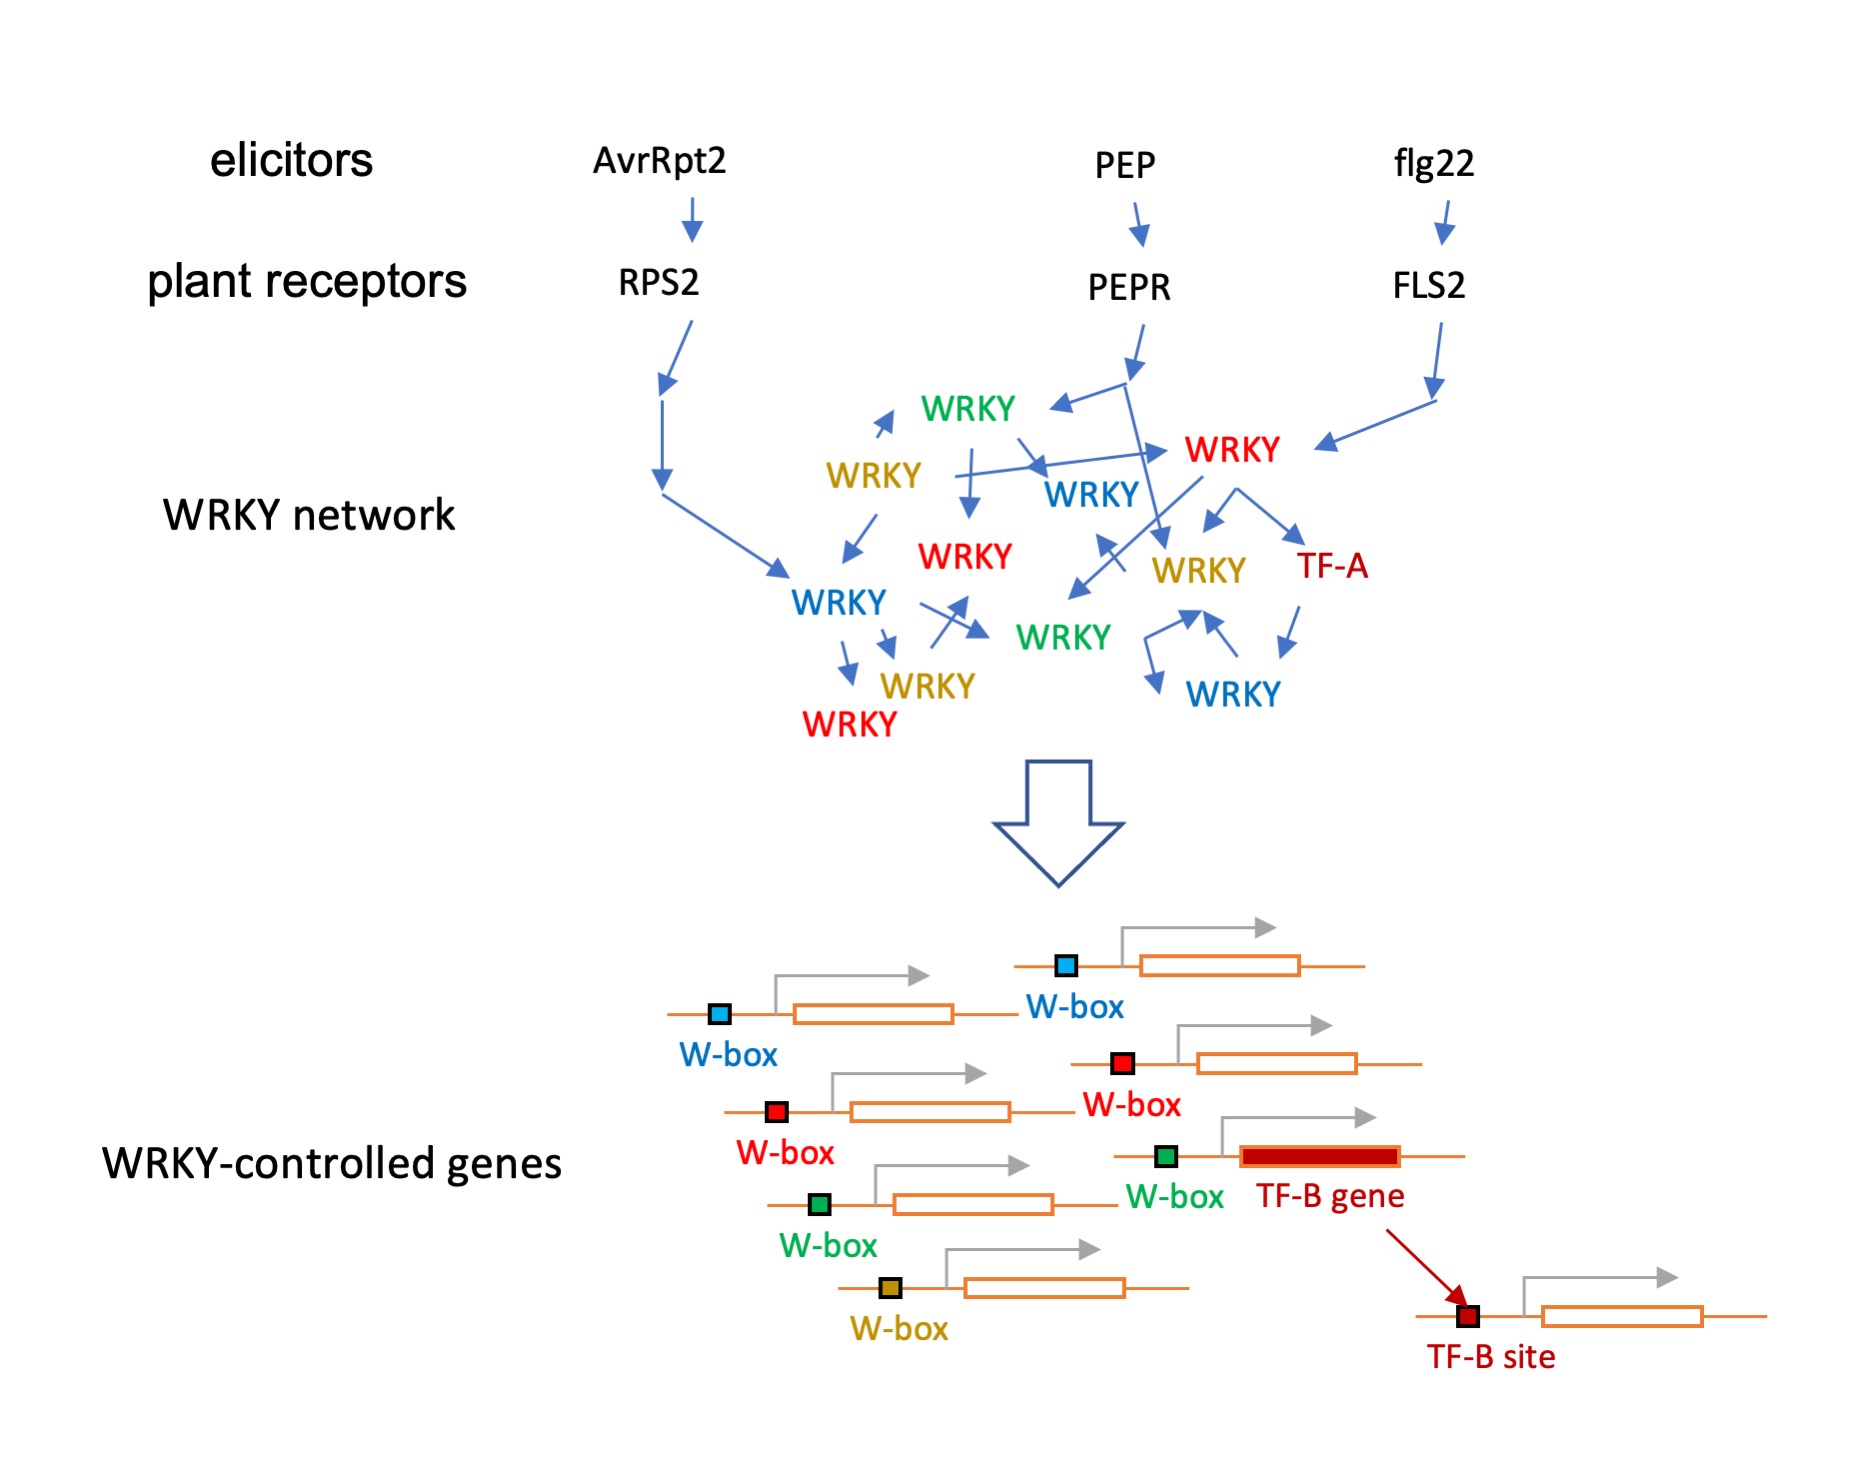 elicitors
AvrRpt2
PEP
flg22
plant receptors
RPS2
PEPR
FLS2
WRKY
WRKY
WRKY
WRKY
WRKY network
WRKY
WRKY
TF-A
WRKY
WRKY
WRKY
WRKY
WRKY
WRKY
W-box
W-box
W-box
W-box
WRKY-controlled genes
W-box
TF-B gene
W-box
W-box
TF-B site